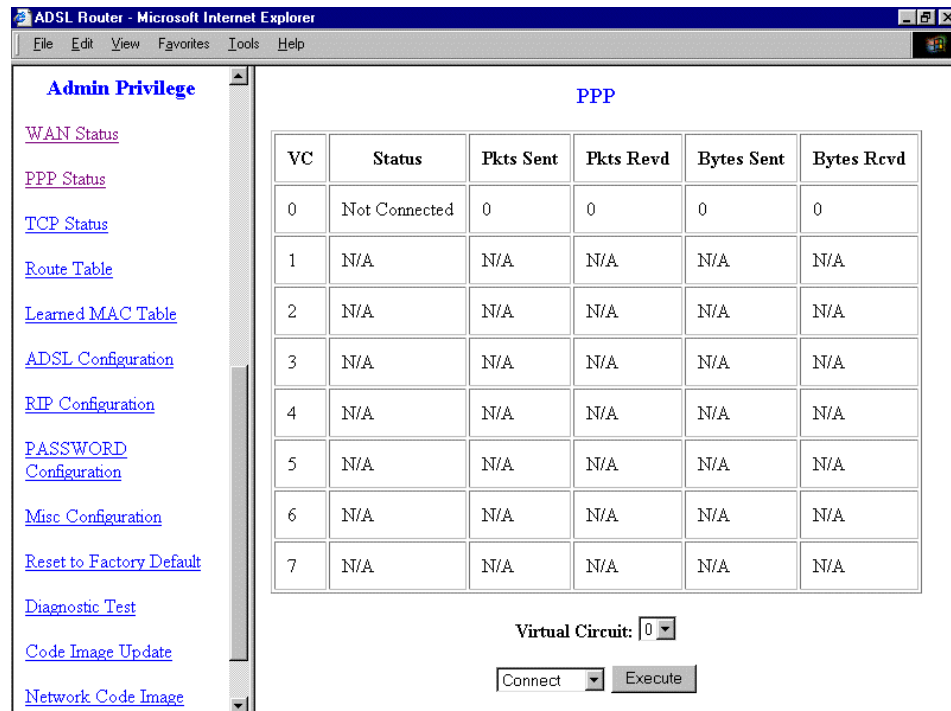 ADSL Router - Microsoft Internet Explorer
File Edit View Favorites Tools Help
Admin Privilege
WAN Status
PPP Status
TCP Status
Route Table
Learned MAC Table
ADSL Configuration
RIP Configuration
PASSWORD
Configuration
Misc Configuration
Reset to Factory Default
Diagnostic Test
Code Image Update
Network Code Image
PPP
VC Status Pkts Sent Pkts Revd Bytes Sent Bytes Rcvd
0 Not Connected 0 0 0 0
1 N/A N/A N/A N/A N/A
2 N/A N/A N/A N/A N/A
3 N/A N/A N/A N/A N/A
4 N/A N/A N/A N/A N/A
5 N/A N/A N/A N/A N/A
6 N/A N/A N/A N/A N/A
7 N/A N/A N/A N/A N/A
Virtual Circuit: 0
Connect Execute